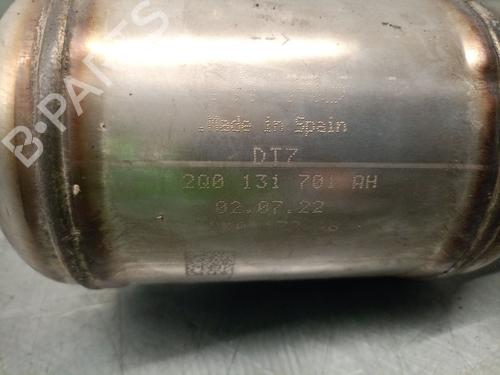 B-PARTS
Made in Spain
DTZ
2Q0 131 701 AH
02.07.22